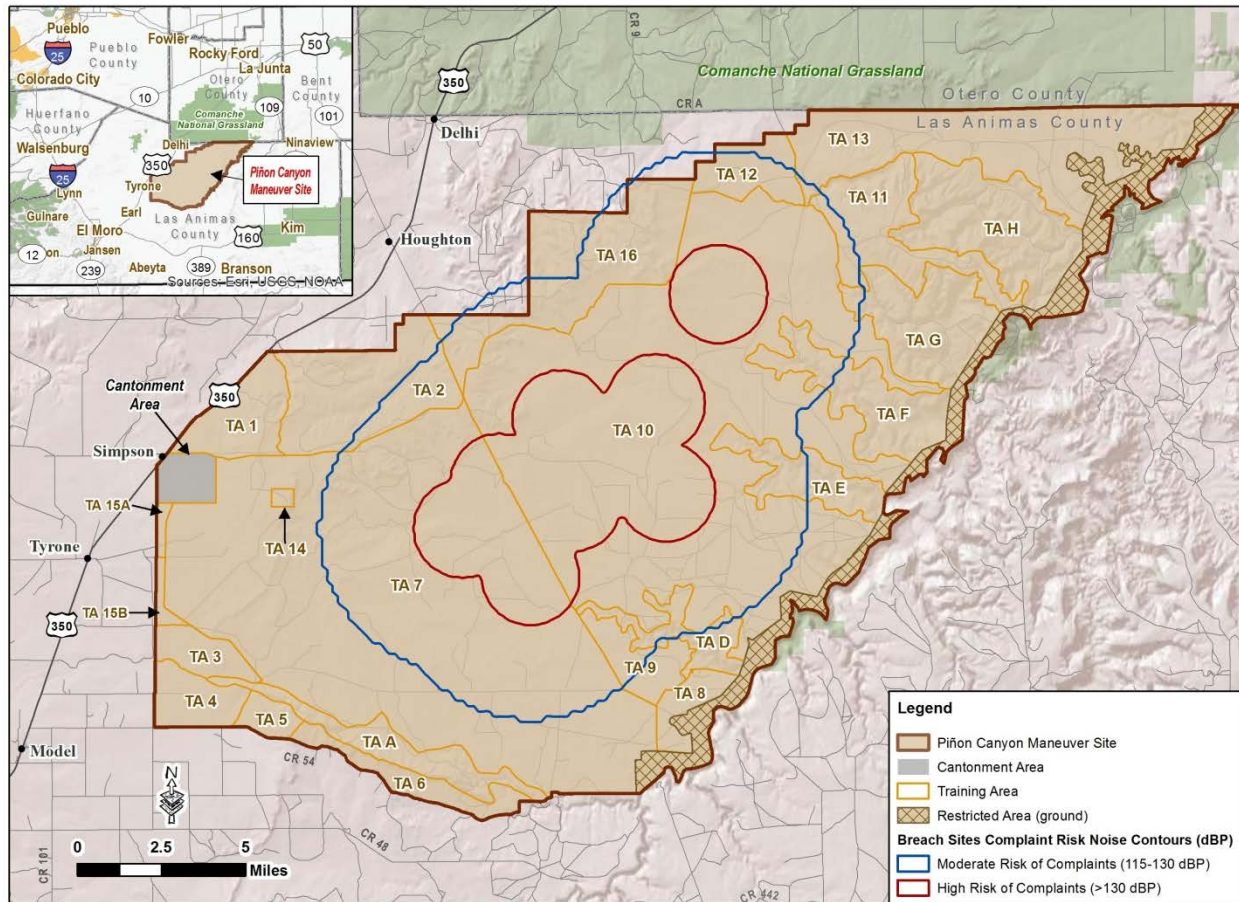 Pueblo
Pueblo
County
25
Colorado City
Fowler
Rocky Ford
La Junta
50
Otero
County
Bent
County
10
109
101
Huerfano
County
Walsenburg
Comanche
National Grassland
Delhi
Ninaview
350
25
Lynn
Tyrone
Piñon Canyon
Maneuver Site
Gulnare
Earl
Las Animas
County
El Moro
160
Kim
12
on
Jansen
239
Abeyta
389
Branson
Sources: Esri, USGS, NOAA
CR 9
350
Comanche National Grassland
CR A
Otero County
Las Animas County
Delhi
TA 13
TA 12
TA 11
TA H
Houghton
TA 16
TA G
Cantonment
Area
350
TA 2
TA 1
TA 10
TA F
Simpson
TA E
TA 15A
TA 14
Tyrone
TA 7
TA 15B
350
TA D
TA 3
TA 9
TA 8
TA 4
TA 5
TA A
Model
CR 54
TA 6
N
CR 48
0 2.5 5
Miles
CR 101
CR 442
Legend
Piñon Canyon Maneuver Site
Cantonment Area
Training Area
Restricted Area (ground)
Breach Sites Complaint Risk Noise Contours (dBP)
Moderate Risk of Complaints (115-130 dBP)
High Risk of Complaints (>130 dBP)